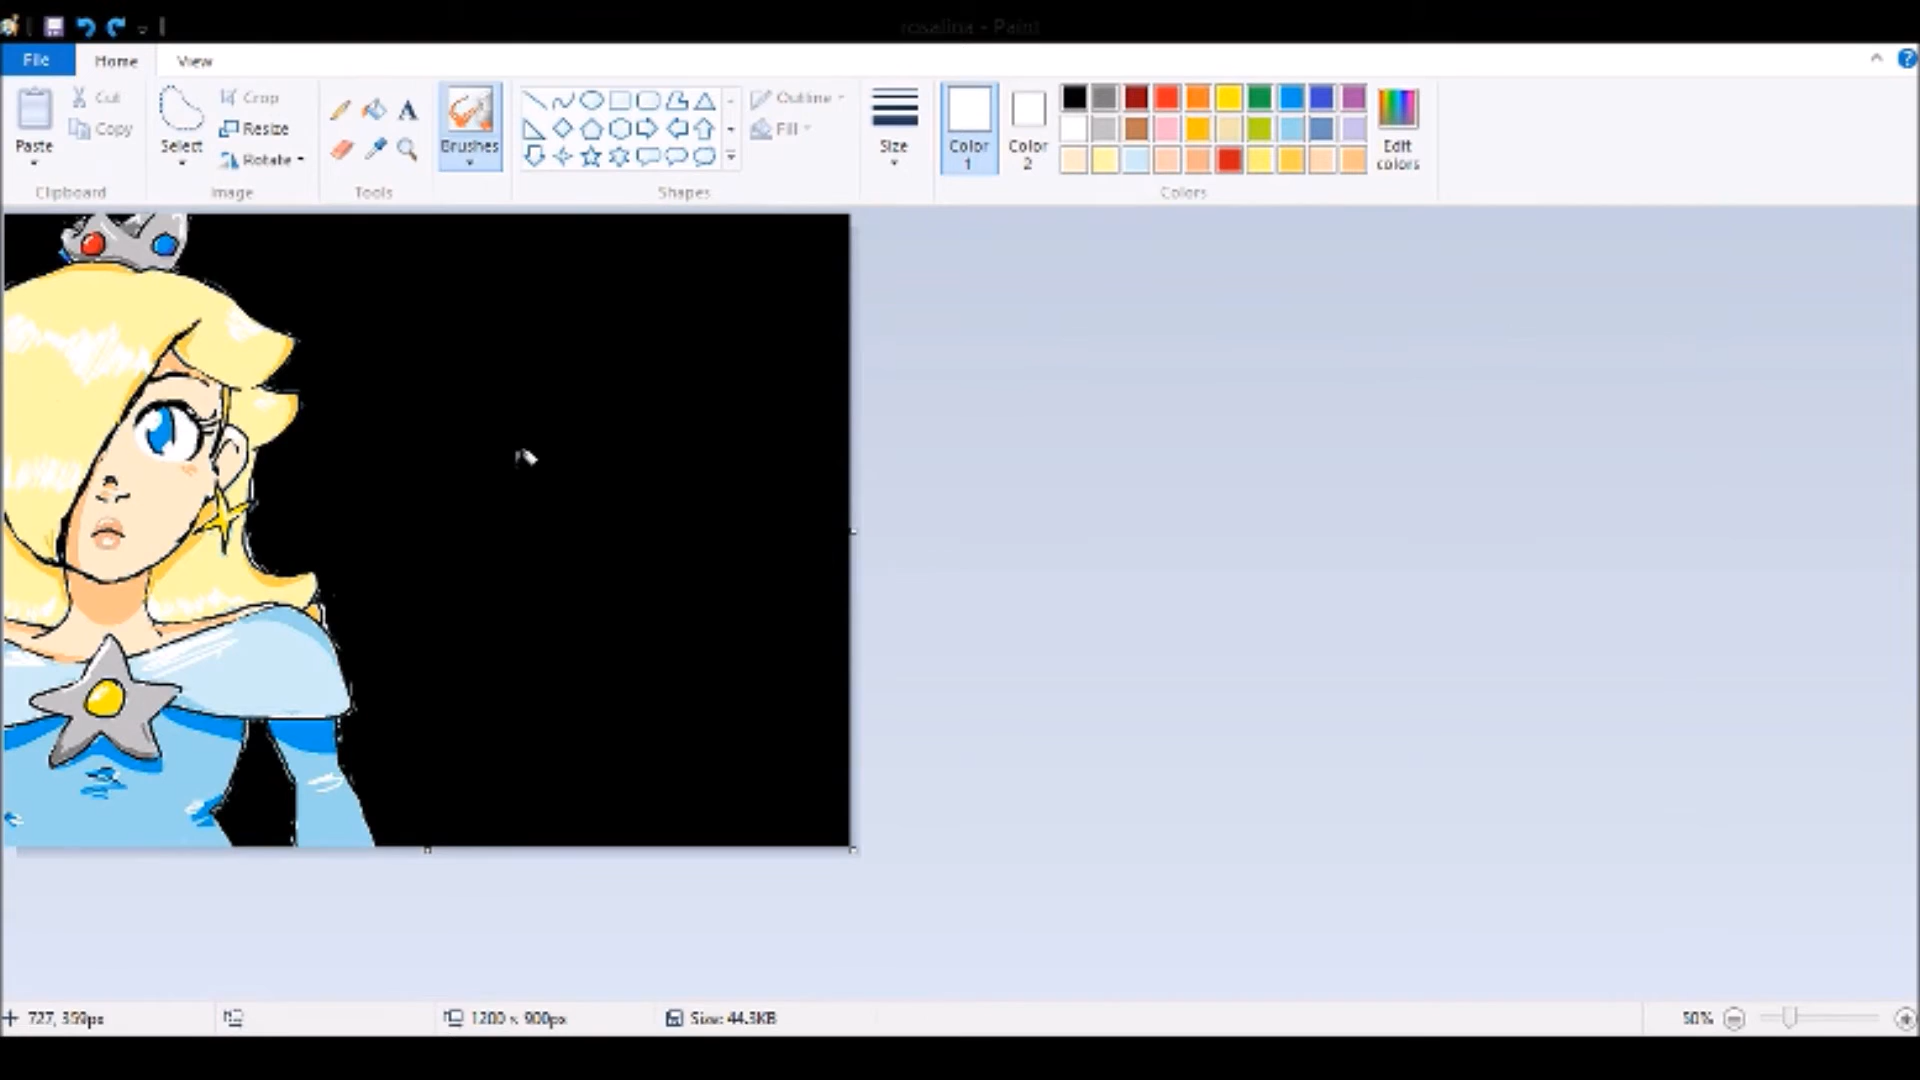 rosalina - Paint
File Home View
Cut
Copy
Paste
Clipboard
Select
Crop
Resize
Rotate
Image
Tools
Brushes
Outline
Fill
Shapes
Size
Color 1
Color 2
Edit colors
Colors
727, 359px
1200 × 900px
Size: 44.3KB
50%